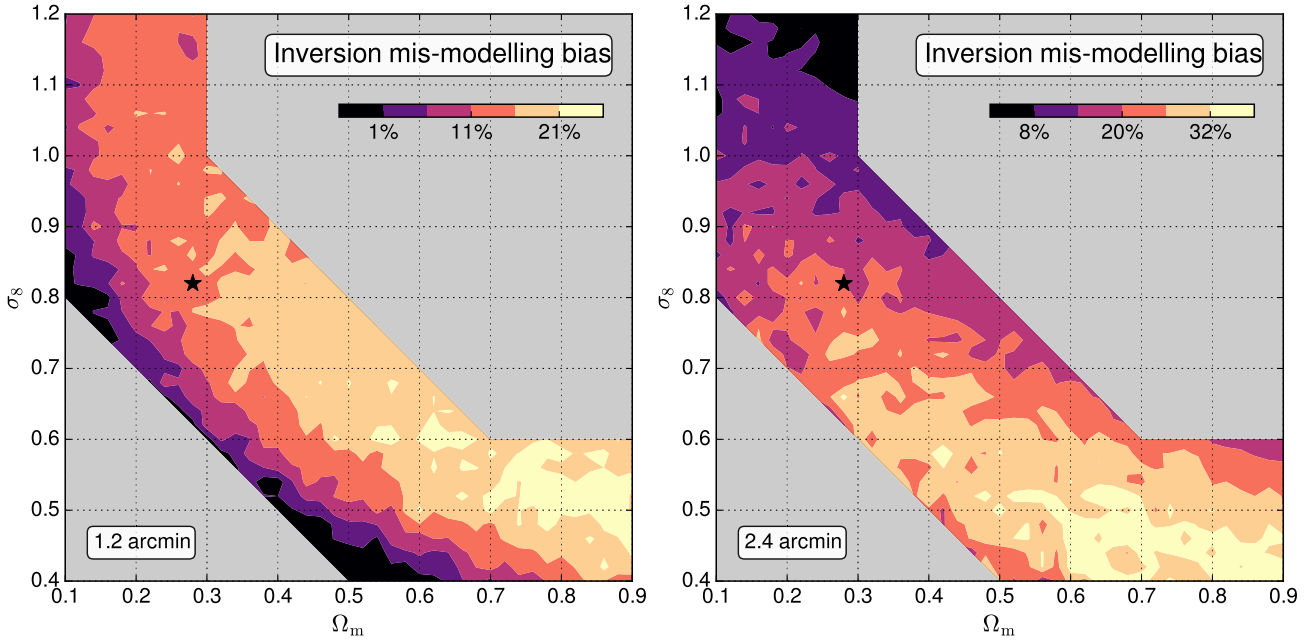 1.2
1.1
1.0
0.9
0.8
0.7
0.6
0.5
0.4
σ₈
Inversion mis-modelling bias
1% 11% 21%
1.2 arcmin
0.1 0.2 0.3 0.4 0.5 0.6 0.7 0.8 0.9
Ωₘ
1.2
1.1
1.0
0.9
0.8
0.7
0.6
0.5
0.4
σ₈
Inversion mis-modelling bias
8% 20% 32%
2.4 arcmin
0.1 0.2 0.3 0.4 0.5 0.6 0.7 0.8 0.9
Ωₘ